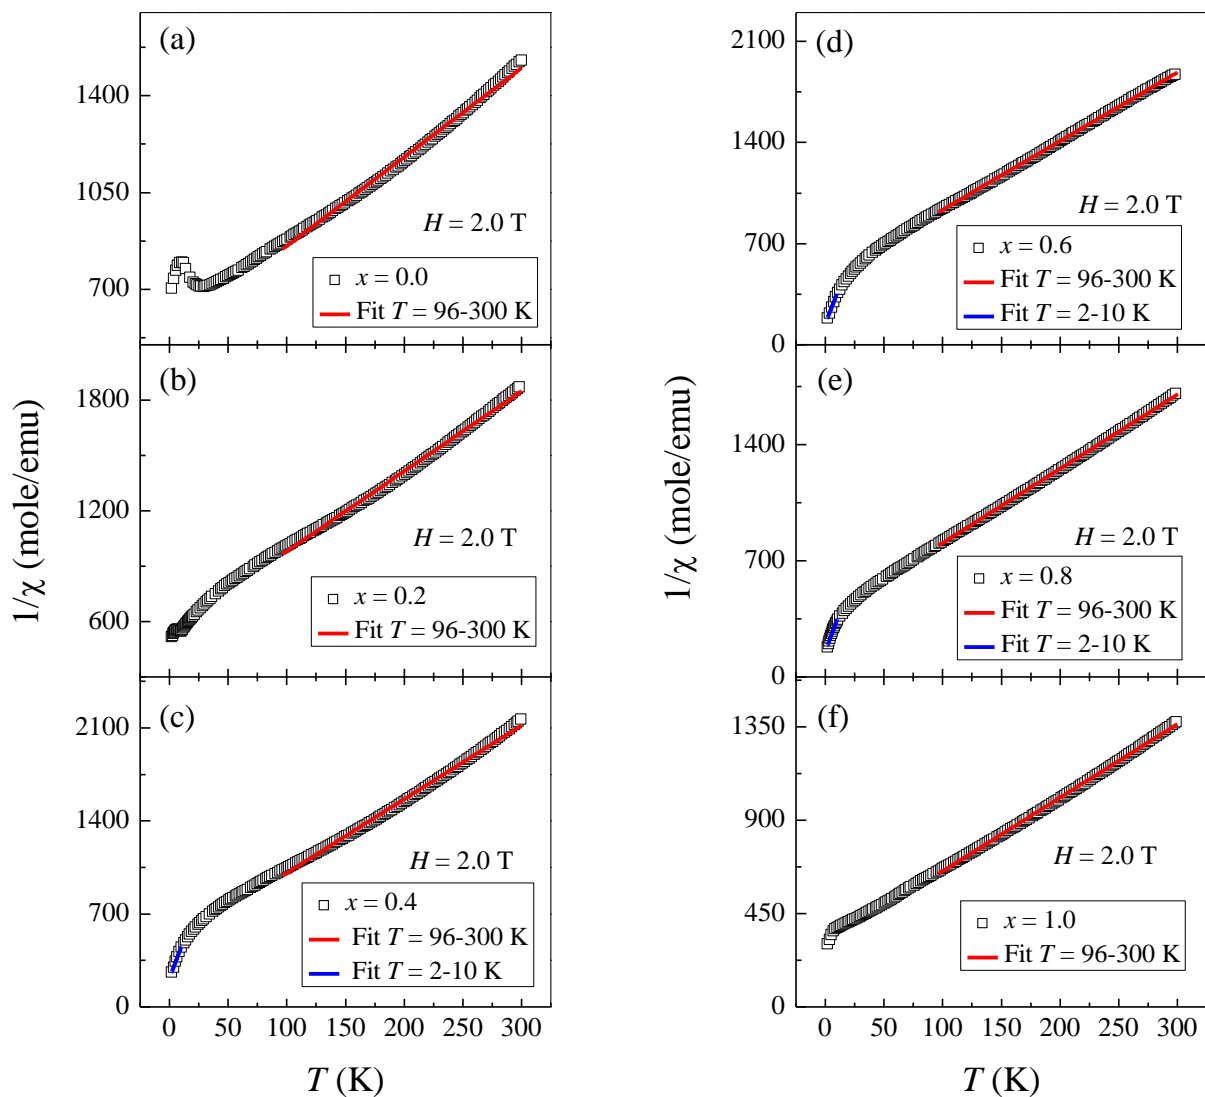 (a)
1400
1050
700
H = 2.0 T
x = 0.0
Fit T = 96-300 K
(b)
1800
1200
600
H = 2.0 T
x = 0.2
Fit T = 96-300 K
(c)
2100
1400
700
0
H = 2.0 T
x = 0.4
Fit T = 96-300 K
Fit T = 2-10 K
0 50 100 150 200 250 300
T (K)
1/χ (mole/emu)
(d)
2100
1400
700
0
H = 2.0 T
x = 0.6
Fit T = 96-300 K
Fit T = 2-10 K
(e)
1400
700
0
H = 2.0 T
x = 0.8
Fit T = 96-300 K
Fit T = 2-10 K
(f)
1350
900
450
0
H = 2.0 T
x = 1.0
Fit T = 96-300 K
0 50 100 150 200 250 300
T (K)
1/χ (mole/emu)